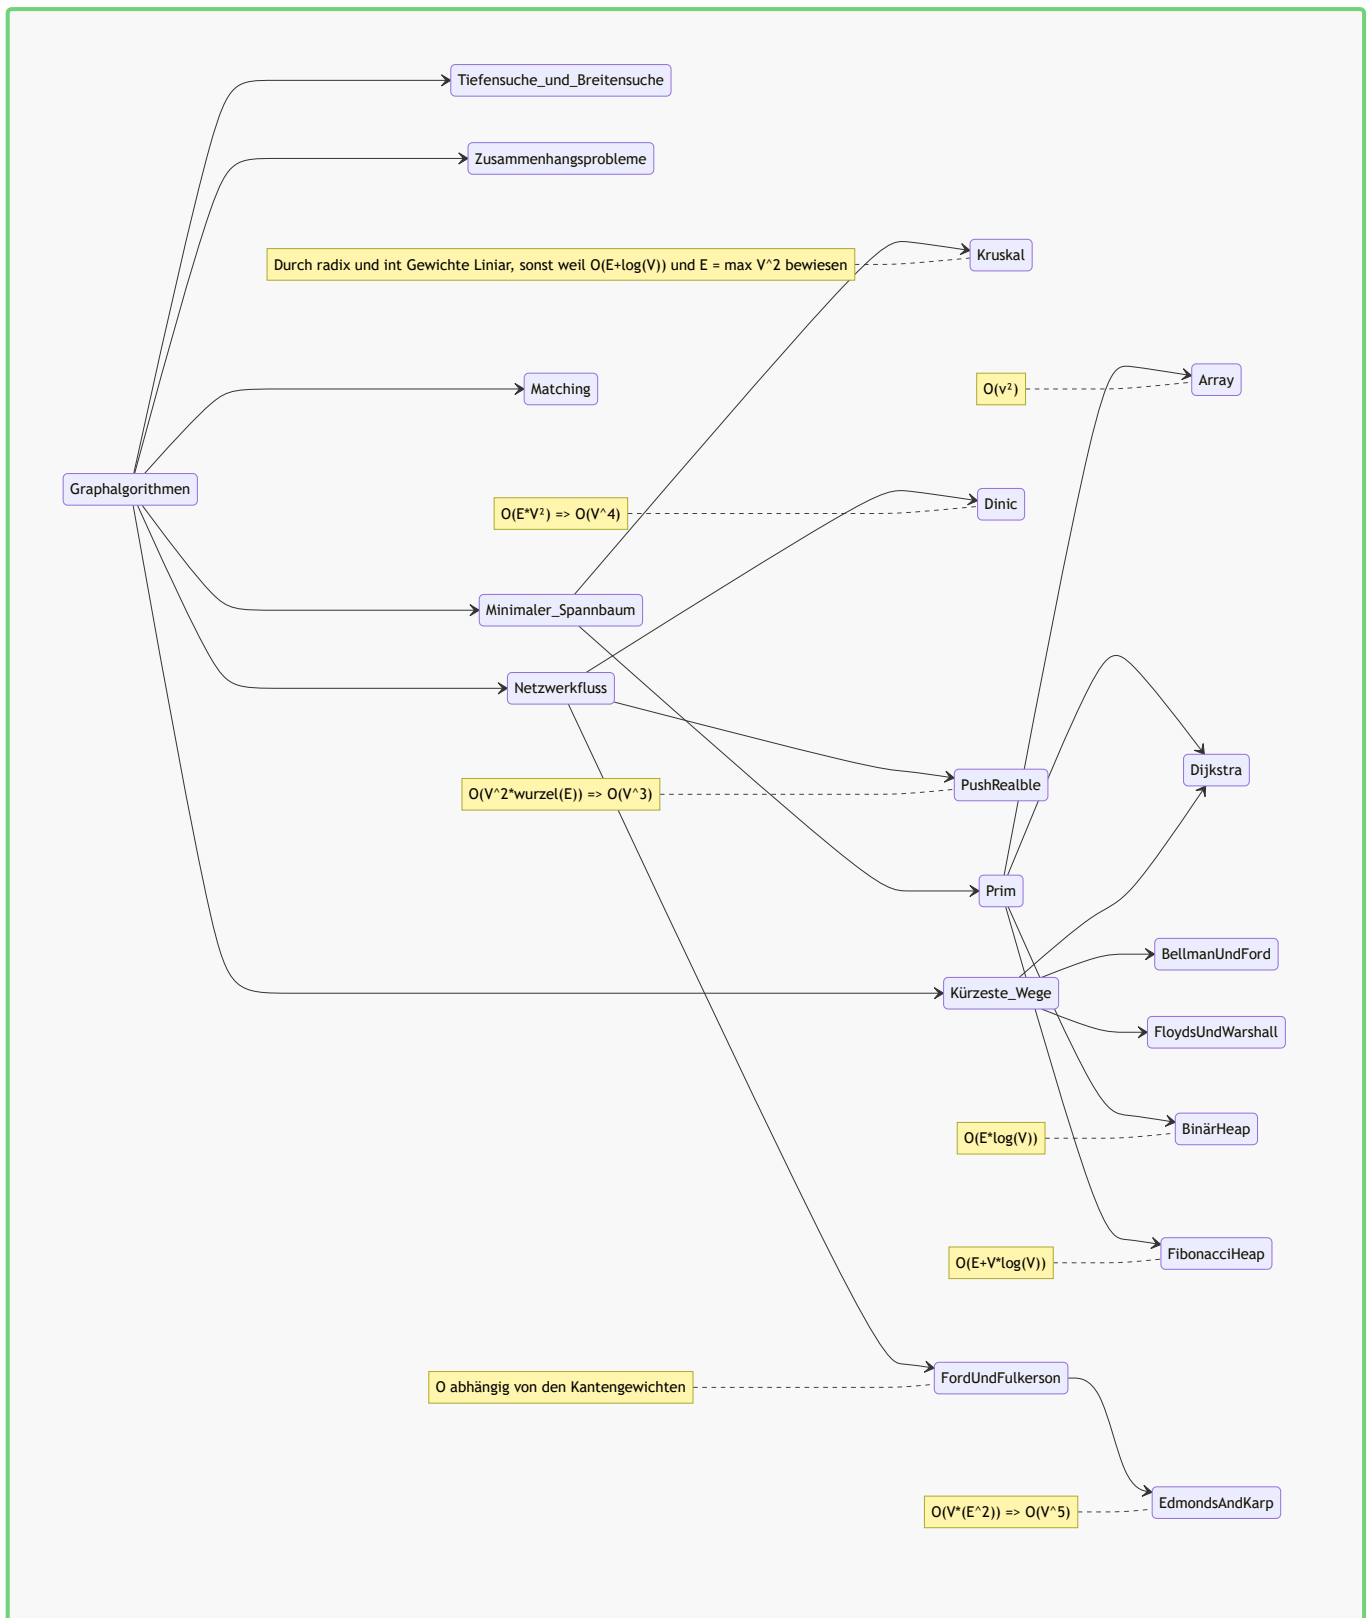 Tiefensuche_und_Breitensuche
Zusammenhangsprobleme
Kruskal
Durch radix und int Gewichte Liniar, sonst weil O(E+log(V)) und E = max V^2 bewiesen
Array
O(v²)
Matching
Graphalgorithmen
Dinic
O(E*V²) => O(V^4)
Minimaler_Spannbaum
Netzwerkfluss
Dijkstra
PushRealble
O(V^2*wurzel(E)) => O(V^3)
Prim
BellmanUndFord
Kürzeste_Wege
FloydsUndWarshall
BinärHeap
O(E*log(V))
FibonacciHeap
O(E+V*log(V))
FordUndFulkerson
O abhängig von den Kantengewichten
EdmondsAndKarp
O(V*(E^2)) => O(V^5)